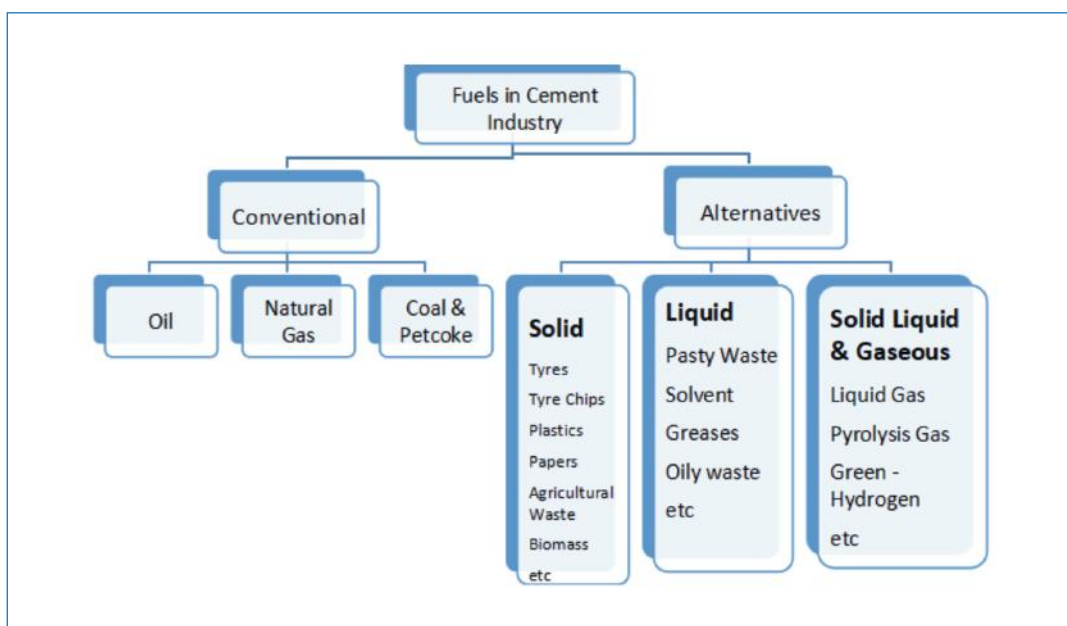 Fuels in Cement
Industry
Conventional
Alternatives
Oil
Natural
Gas
Coal &
Petcoke
Solid
Tyres
Tyre Chips
Plastics
Papers
Agricultural
Waste
Biomass
etc
Liquid
Pasty Waste
Solvent
Greases
Oily waste
etc
Solid Liquid
& Gaseous
Liquid Gas
Pyrolysis Gas
Green -
Hydrogen
etc